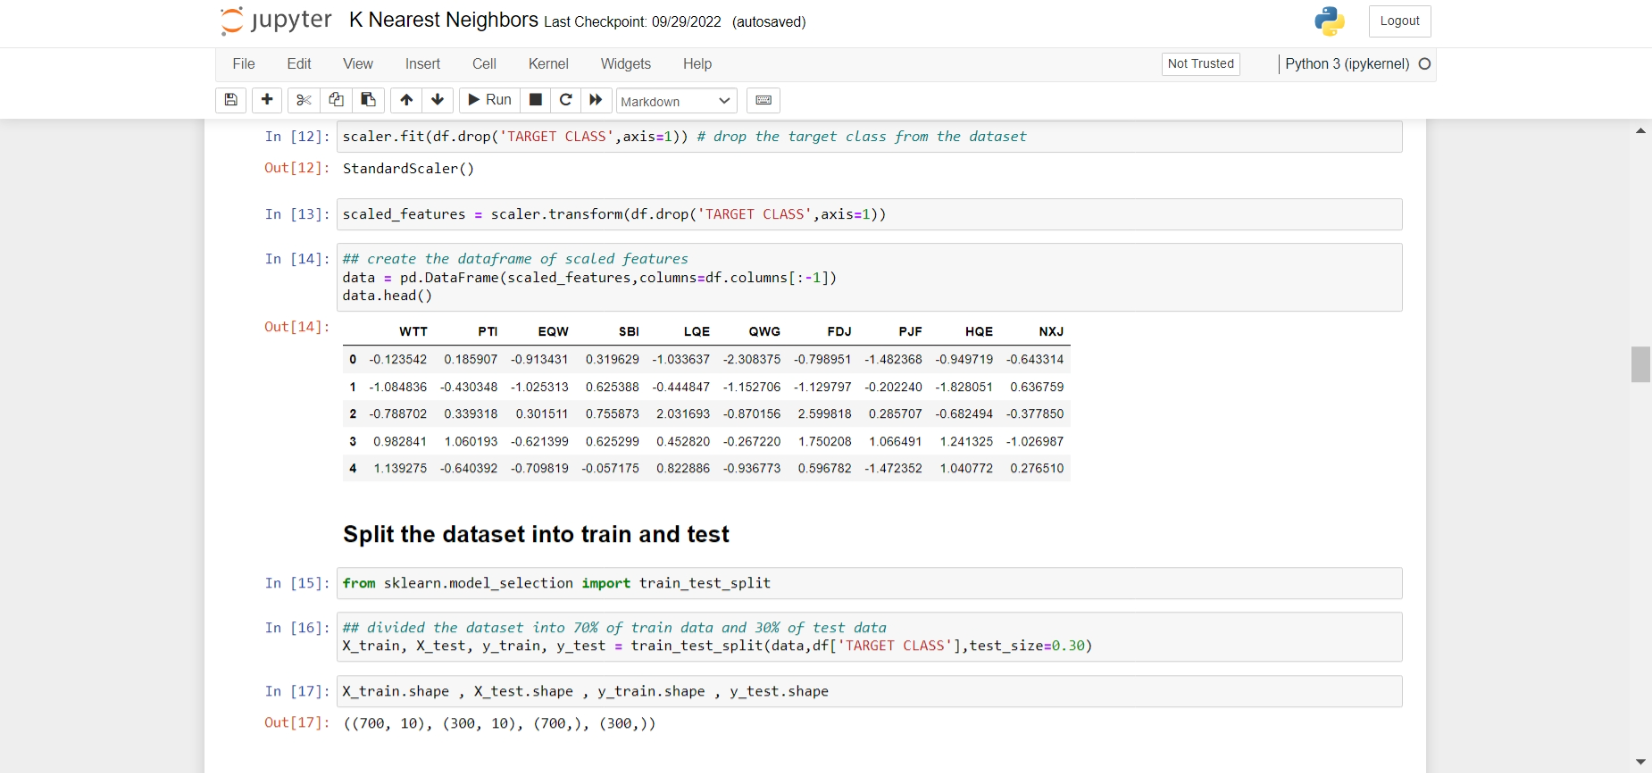 jupyter K Nearest Neighbors Last Checkpoint: 09/29/2022 (autosaved) Logout
File Edit View Insert Cell Kernel Widgets Help Not Trusted Python 3 (ipykernel)
Run Markdown
In [12]: scaler.fit(df.drop('TARGET CLASS',axis=1)) # drop the target class from the dataset
Out[12]: StandardScaler()
In [13]: scaled_features = scaler.transform(df.drop('TARGET CLASS',axis=1))
In [14]: ## create the dataframe of scaled features
data = pd.DataFrame(scaled_features,columns=df.columns[:-1])
data.head()
Out[14]:
WTT PTI EQW SBI LQE QWG FDJ PJF HQE NXJ
0 -0.123542 0.185907 -0.913431 0.319629 -1.033637 -2.308375 -0.798951 -1.482368 -0.949719 -0.643314
1 -1.084836 -0.430348 -1.025313 0.625388 -0.444847 -1.152706 -1.129797 -0.202240 -1.828051 0.636759
2 -0.788702 0.339318 0.301511 0.755873 2.031693 -0.870156 2.599818 0.285707 -0.682494 -0.377850
3 0.982841 1.060193 -0.621399 0.625299 0.452820 -0.267220 1.750208 1.066491 1.241325 -1.026987
4 1.139275 -0.640392 -0.709819 -0.057175 0.822886 -0.936773 0.596782 -1.472352 1.040772 0.276510
Split the dataset into train and test
In [15]: from sklearn.model_selection import train_test_split
In [16]: ## divided the dataset into 70% of train data and 30% of test data
X_train, X_test, y_train, y_test = train_test_split(data,df['TARGET CLASS'],test_size=0.30)
In [17]: X_train.shape , X_test.shape , y_train.shape , y_test.shape
Out[17]: ((700, 10), (300, 10), (700,), (300,))